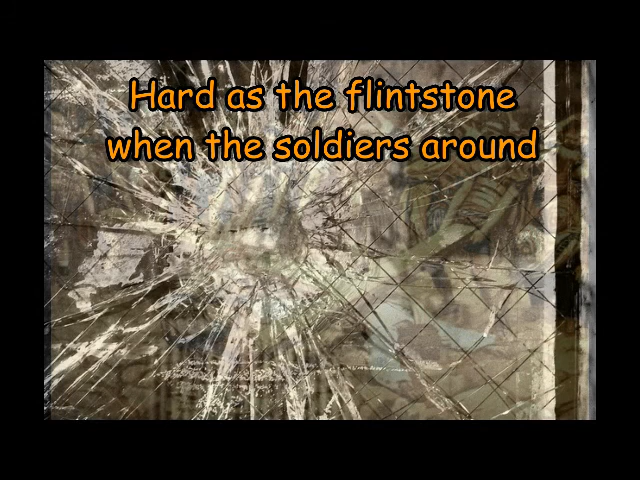 Hard as the flintstone
when the soldiers around